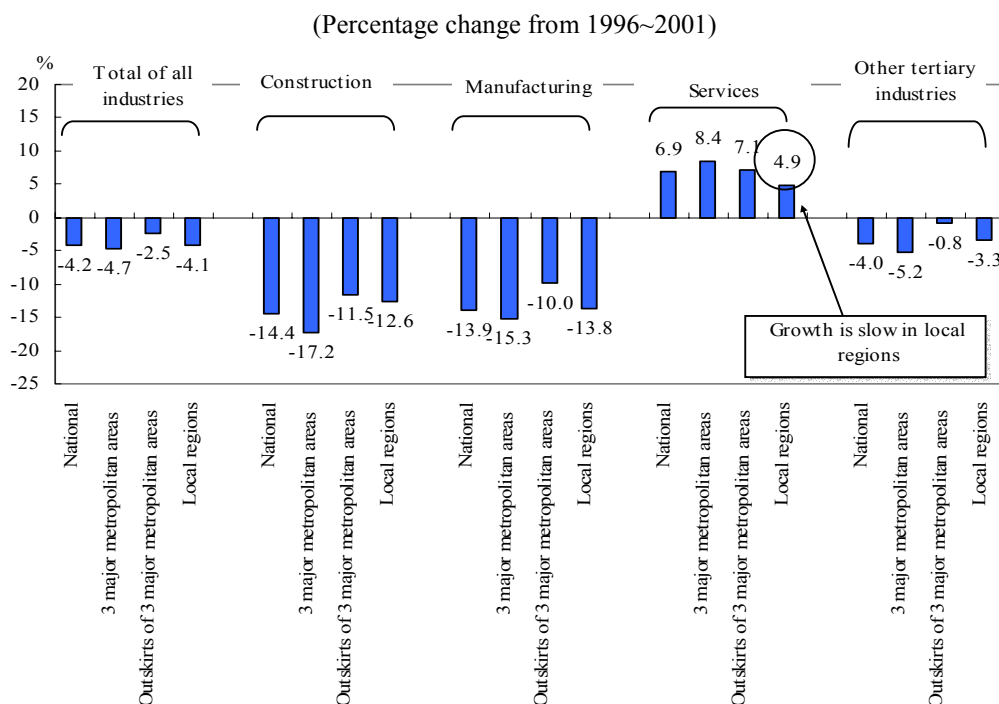 (Percentage change from 1996~2001)
%
Total of all
industries
Construction
Manufacturing
Services
Other tertiary
industries
20
15
10
5
0
-5
-10
-15
-20
-25
-4.2
-4.7
-2.5
-4.1
-14.4
-17.2
-11.5
-12.6
-13.9
-15.3
-10.0
-13.8
6.9
8.4
7.1
4.9
-4.0
-5.2
-0.8
-3.3
Growth is slow in local
regions
National
3 major metropolitan areas
Outskirts of 3 major metropolitan areas
Local regions
National
3 major metropolitan areas
Outskirts of 3 major metropolitan areas
Local regions
National
3 major metropolitan areas
Outskirts of 3 major metropolitan areas
Local regions
National
3 major metropolitan areas
Outskirts of 3 major metropolitan areas
Local regions
National
3 major metropolitan areas
Outskirts of 3 major metropolitan areas
Local regions